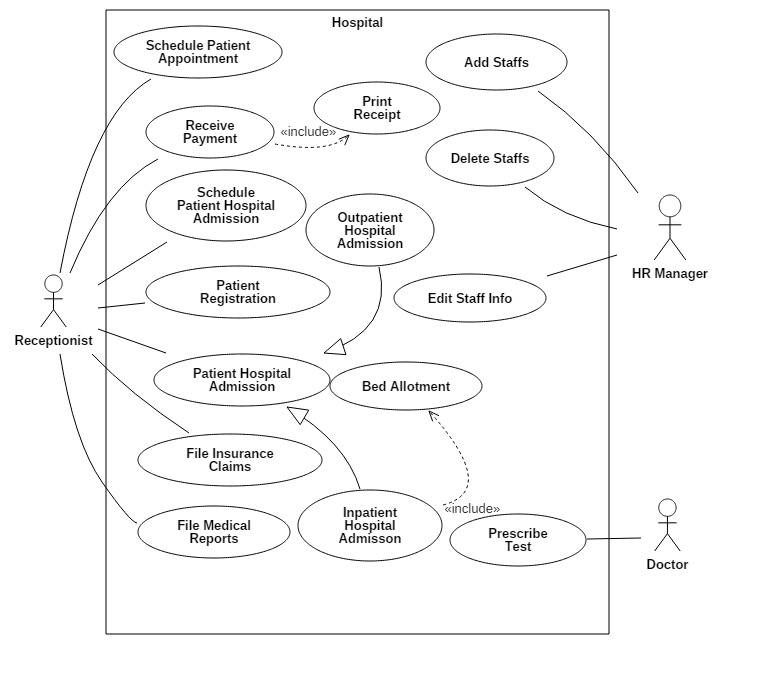 Hospital
Schedule Patient
Appointment
Add Staffs
Print
Receipt
Receive
Payment
«include»
Delete Staffs
Schedule
Patient Hospital
Admission
Outpatient
Hospital
Admission
HR Manager
Patient
Registration
Edit Staff Info
Receptionist
Patient Hospital
Admission
Bed Allotment
File Insurance
Claims
«include»
Inpatient
Hospital
Admisson
File Medical
Reports
Prescribe
Test
Doctor